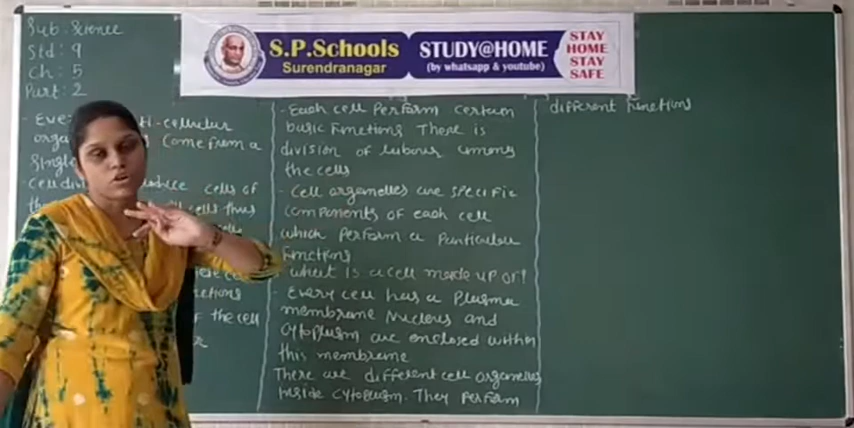 Sub: Science
Std: 9
Ch: 5
Part: 2
S.P.Schools
Surendranagar
STUDY@HOME
(by whatsapp & youtube)
STAY
HOME
STAY
SAFE
-cellular
come from a
cells of
cells thus
of the cell
- Each cell Perform certain
basic Functions There is
division of labour among
the cells
- Cell organelles are specific
components of each cell
which perform a Particular
Functions
what is a cell made up of?
- Every cell has a Plasma
membrane Nucleus and
cytoplasm are enclosed within
this membrane
There are different cell organelles
inside cytoplasm. They Perform
different Functions